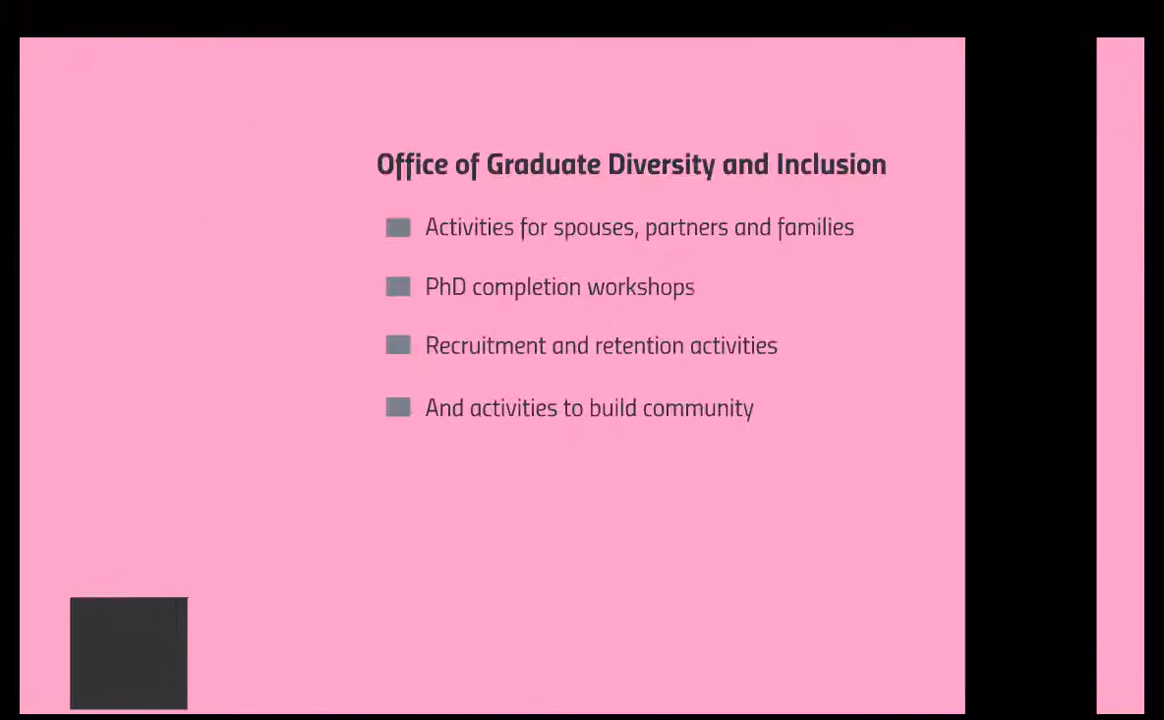 Office of Graduate Diversity and Inclusion
Activities for spouses, partners and families
PhD completion workshops
Recruitment and retention activities
And activities to build community